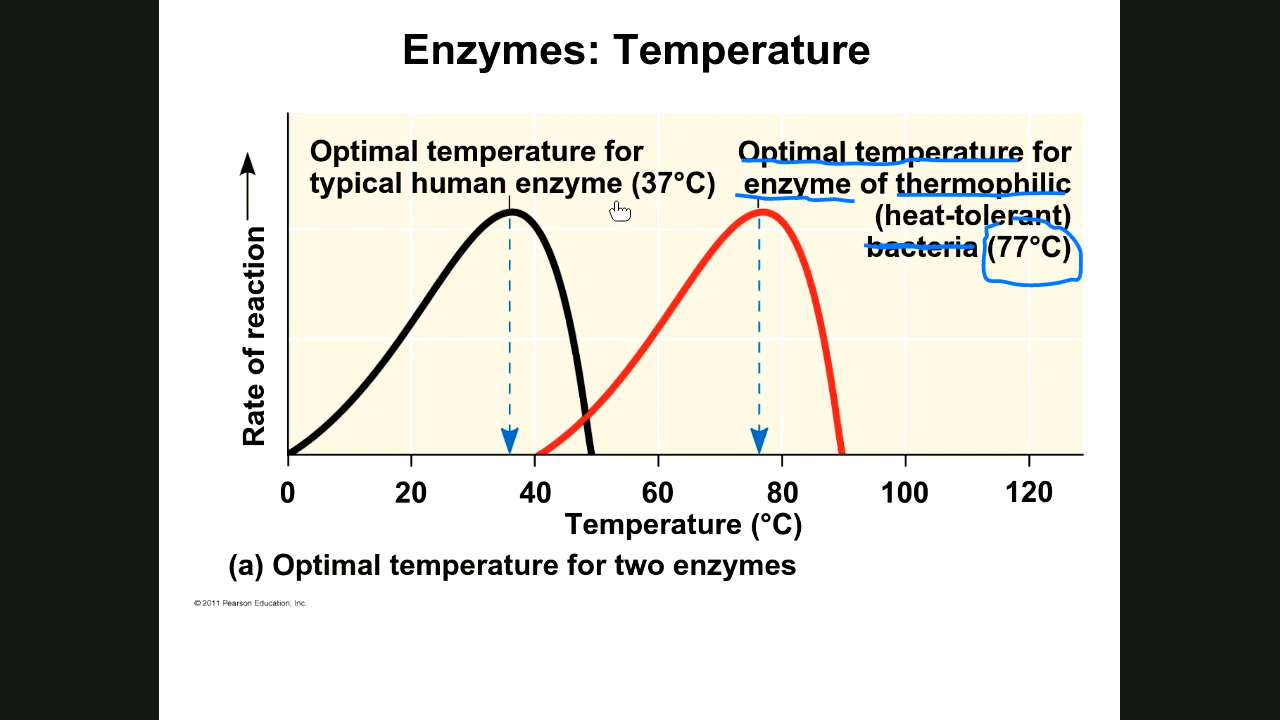 Enzymes: Temperature
Optimal temperature for
typical human enzyme (37°C)
Optimal temperature for
enzyme of thermophilic
(heat-tolerant)
bacteria (77°C)
Rate of reaction
0 20 40 60 80 100 120
Temperature (°C)
(a) Optimal temperature for two enzymes
© 2011 Pearson Education, Inc.